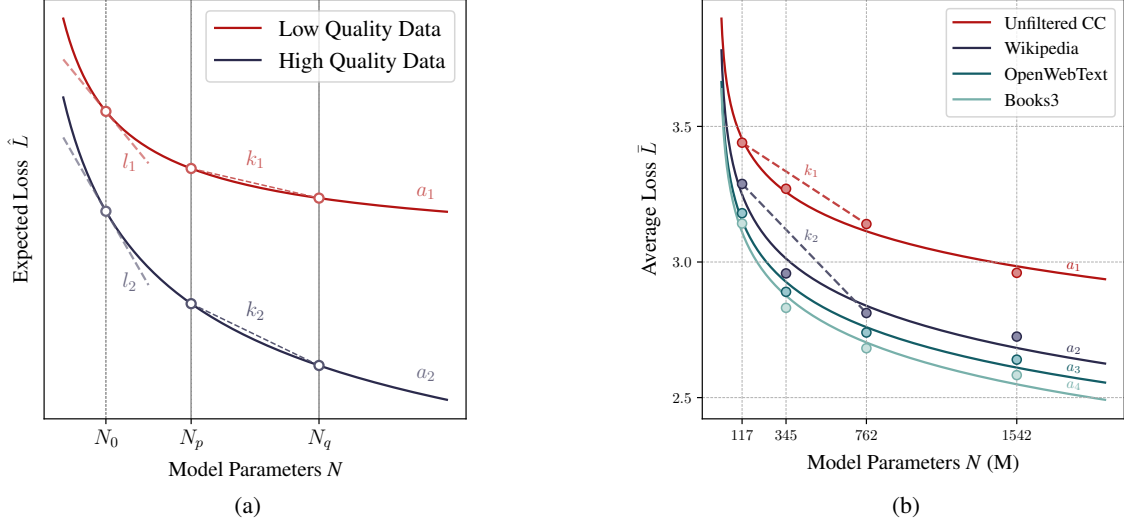 Low Quality Data
High Quality Data
Expected Loss L̂
l₁
k₁
a₁
l₂
k₂
a₂
N₀
Nₚ
N_q
Model Parameters N
(a)
Unfiltered CC
Wikipedia
OpenWebText
Books3
Average Loss L̄
3.5
3.0
2.5
k₁
k₂
a₁
a₂
a₃
a₄
117
345
762
1542
Model Parameters N (M)
(b)